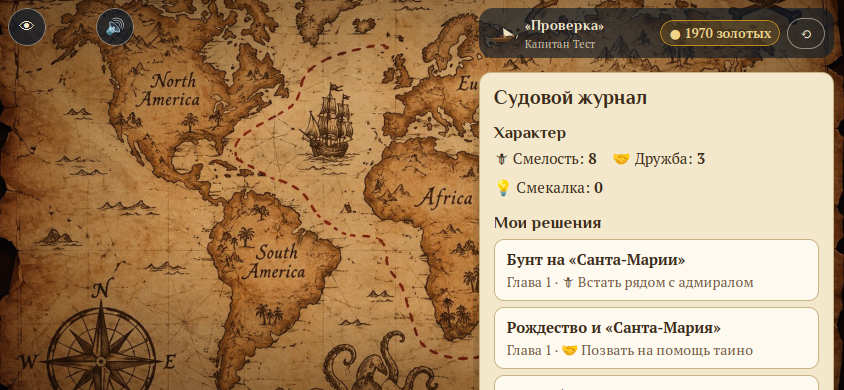 «Проверка»
Капитан Тест
1970 золотых
Судовой журнал
Характер
Смелость: 8 Дружба: 3
Смекалка: 0
Мои решения
Бунт на «Санта-Марии»
Глава 1 · Встать рядом с адмиралом
Рождество и «Санта-Мария»
Глава 1 · Позвать на помощь таино
North
America
Eu
Africa
South
America
N
W
E